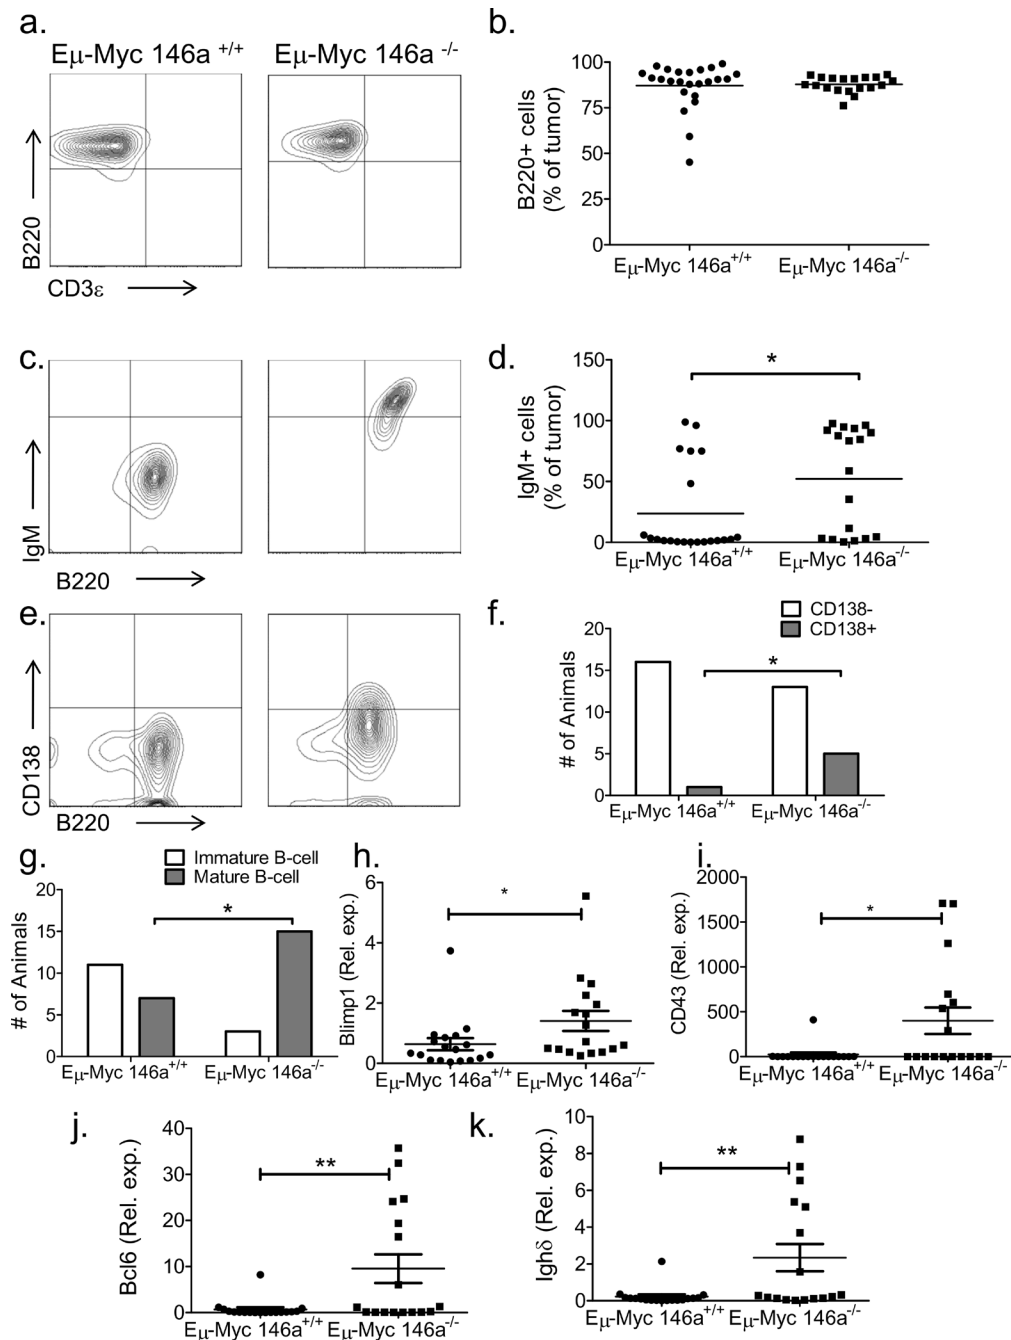 a.
Eμ-Myc 146a +/+
Eμ-Myc 146a -/-
B220
CD3ε
b.
100
75
50
25
0
B220+ cells
(% of tumor)
Eμ-Myc 146a+/+
Eμ-Myc 146a-/-
c.
IgM
B220
d.
*
150
100
50
0
IgM+ cells
(% of tumor)
Eμ-Myc 146a+/+
Eμ-Myc 146a-/-
e.
CD138
B220
f.
CD138-
CD138+
*
20
15
10
5
0
# of Animals
Eμ-Myc 146a+/+
Eμ-Myc 146a-/-
g.
Immature B-cell
Mature B-cell
*
20
15
10
5
0
# of Animals
Eμ-Myc 146a+/+
Eμ-Myc 146a-/-
h.
*
6
4
2
0
Blimp1 (Rel. exp.)
Eμ-Myc 146a+/+
Eμ-Myc 146a-/-
i.
*
2000
1500
1000
500
0
CD43 (Rel. exp.)
Eμ-Myc 146a+/+
Eμ-Myc 146a-/-
j.
**
40
30
20
10
0
Bcl6 (Rel. exp.)
Eμ-Myc 146a+/+
Eμ-Myc 146a-/-
k.
**
10
8
6
4
2
0
Ighδ (Rel. exp.)
Eμ-Myc 146a+/+
Eμ-Myc 146a-/-